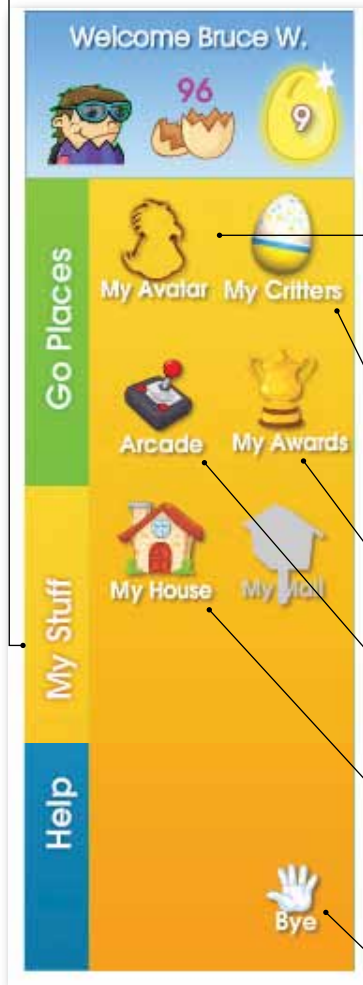 Welcome Bruce W.
96
9
Go Places
My Avatar My Critters
Arcade My Awards
My Stuff
My House My Mail
Help
Bye